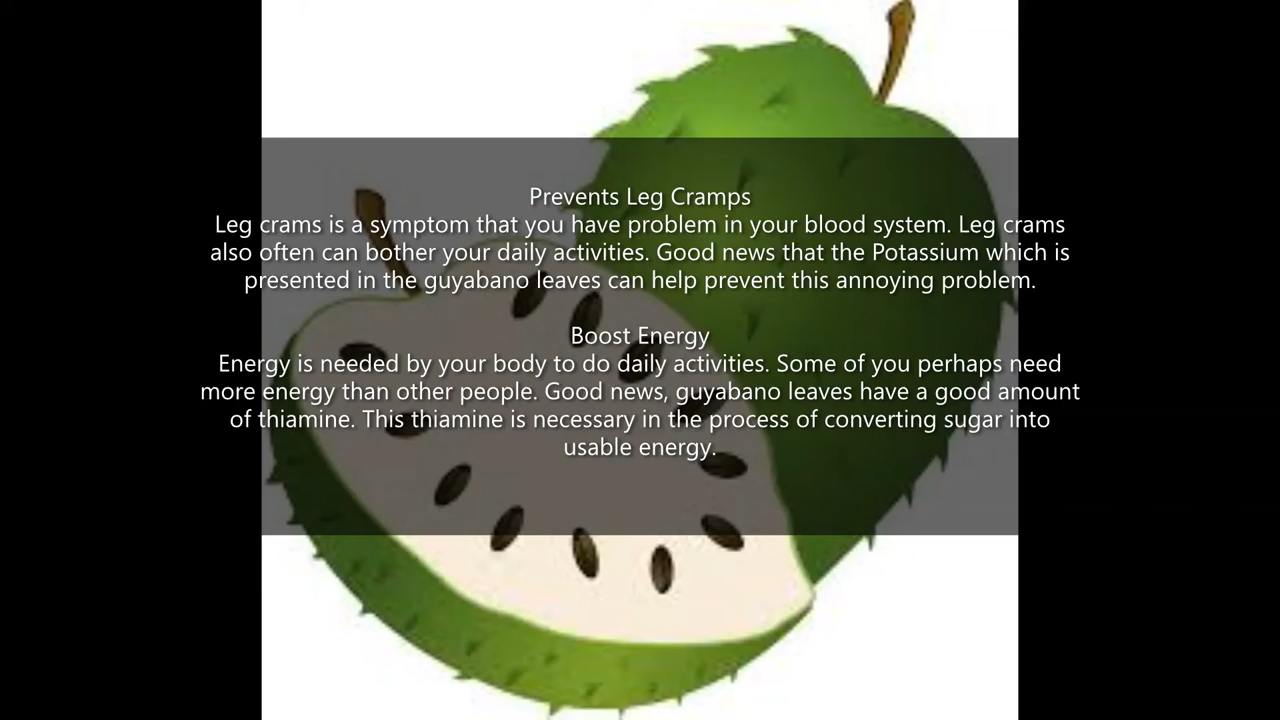 Prevents Leg Cramps
Leg crams is a symptom that you have problem in your blood system. Leg crams
also often can bother your daily activities. Good news that the Potassium which is
presented in the guyabano leaves can help prevent this annoying problem.
Boost Energy
Energy is needed by your body to do daily activities. Some of you perhaps need
more energy than other people. Good news, guyabano leaves have a good amount
of thiamine. This thiamine is necessary in the process of converting sugar into
usable energy.